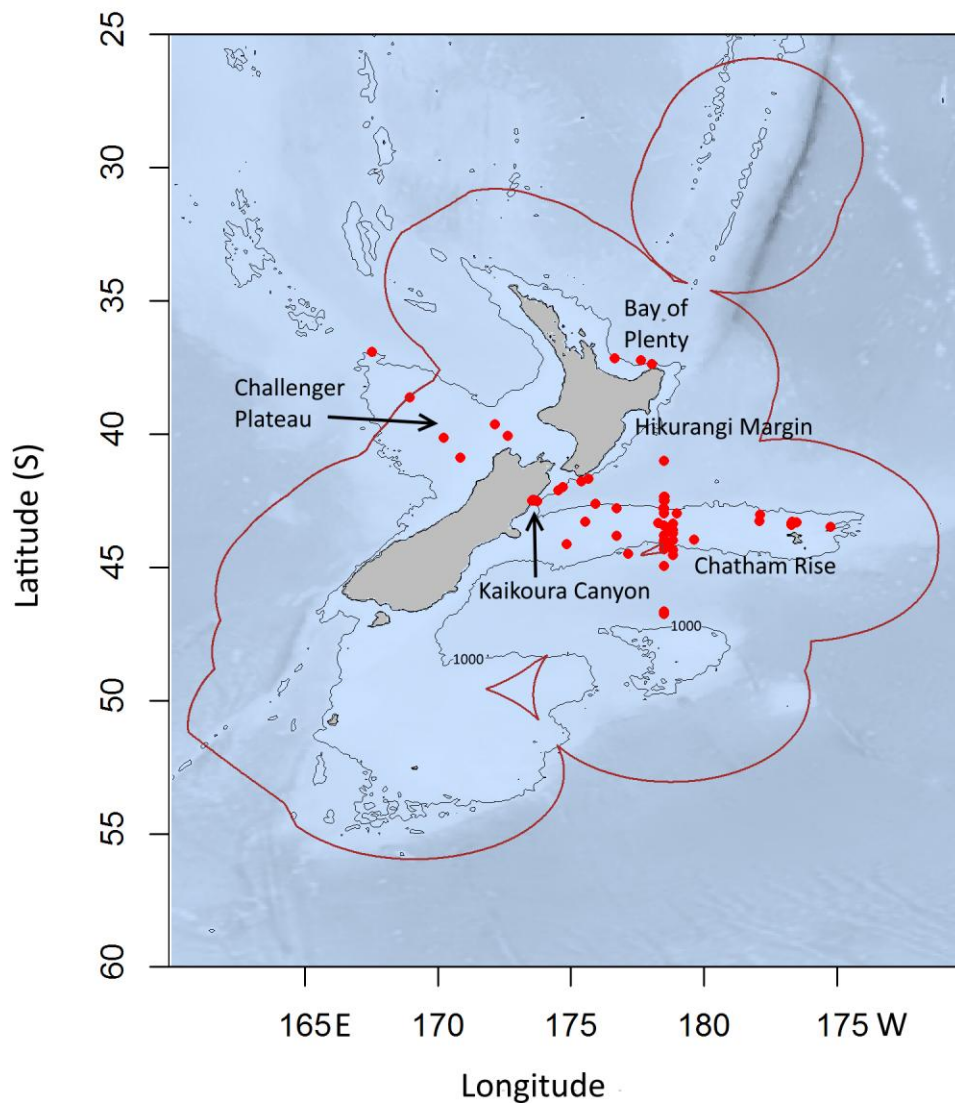 25
30
35
40
45
50
55
60
Latitude (S)
Bay of
Plenty
Challenger
Plateau
Hikurangi Margin
Chatham Rise
Kaikoura Canyon
1000
1000
165 E
170
175
180
175 W
Longitude